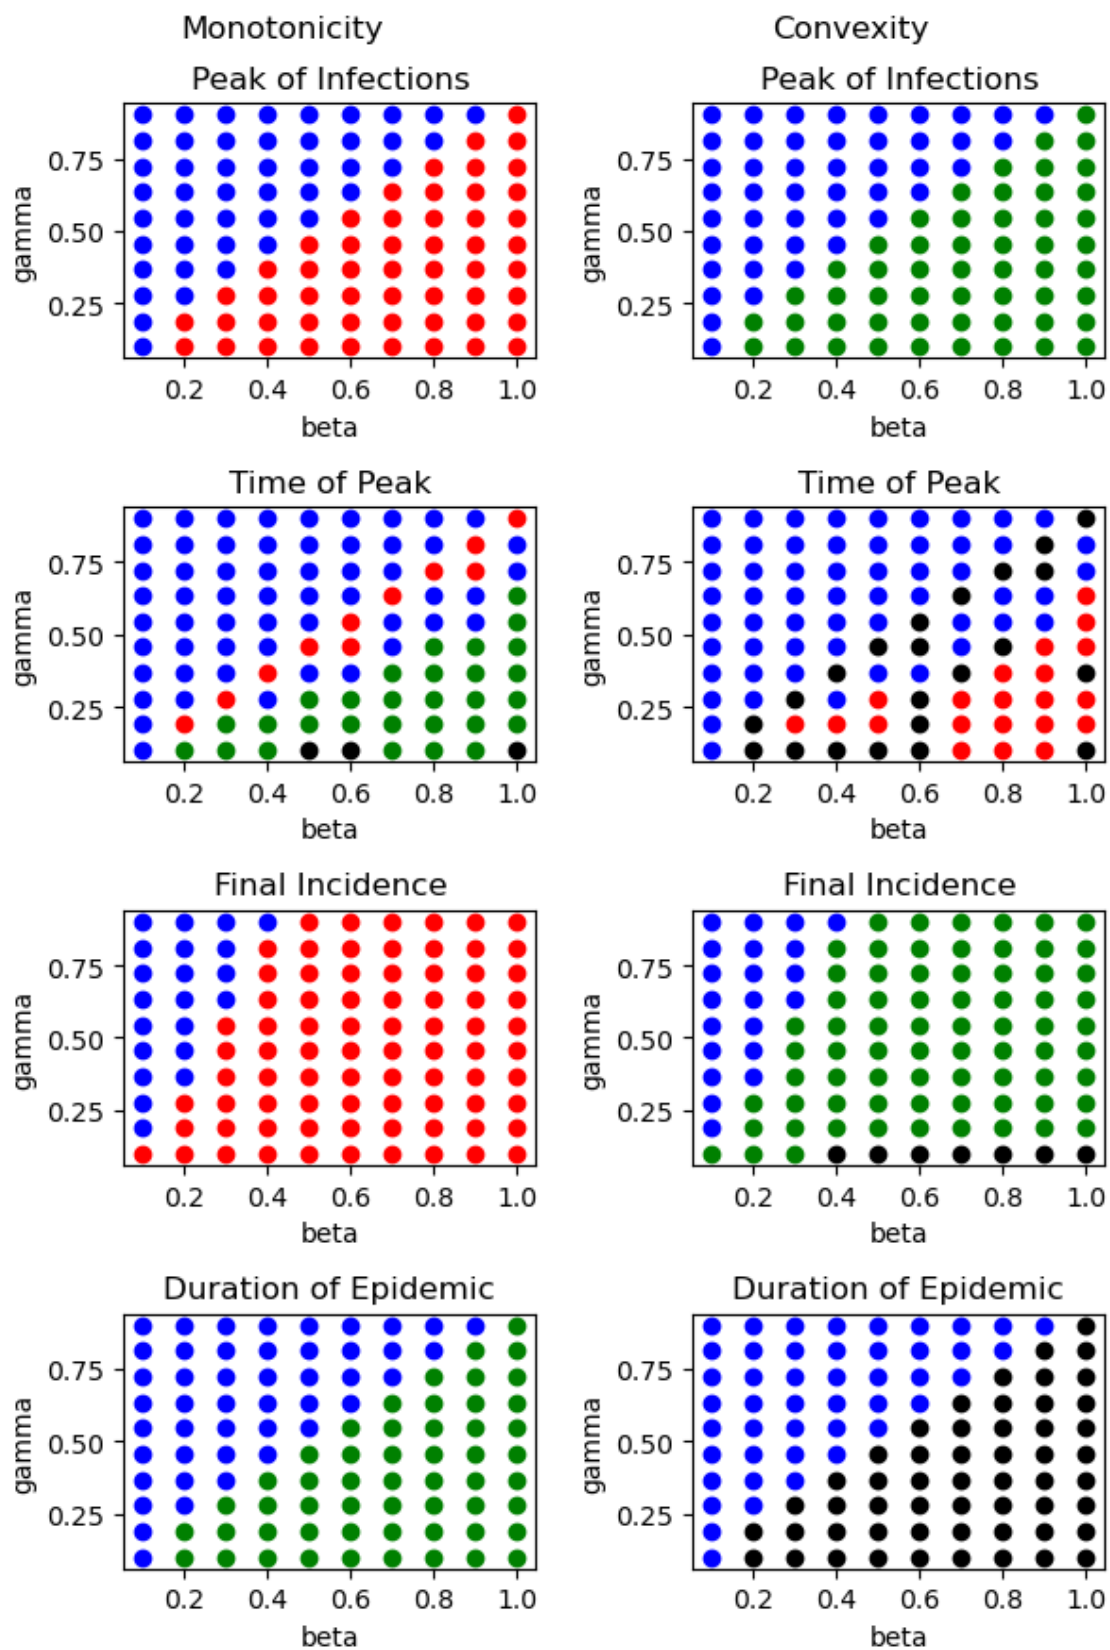 Monotonicity Convexity
Peak of Infections Peak of Infections
0.75 0.75
gamma gamma
0.50 0.50
0.25 0.25
0.2 0.4 0.6 0.8 1.0 0.2 0.4 0.6 0.8 1.0
beta beta
Time of Peak Time of Peak
0.75 0.75
gamma gamma
0.50 0.50
0.25 0.25
0.2 0.4 0.6 0.8 1.0 0.2 0.4 0.6 0.8 1.0
beta beta
Final Incidence Final Incidence
0.75 0.75
gamma gamma
0.50 0.50
0.25 0.25
0.2 0.4 0.6 0.8 1.0 0.2 0.4 0.6 0.8 1.0
beta beta
Duration of Epidemic Duration of Epidemic
0.75 0.75
gamma gamma
0.50 0.50
0.25 0.25
0.2 0.4 0.6 0.8 1.0 0.2 0.4 0.6 0.8 1.0
beta beta